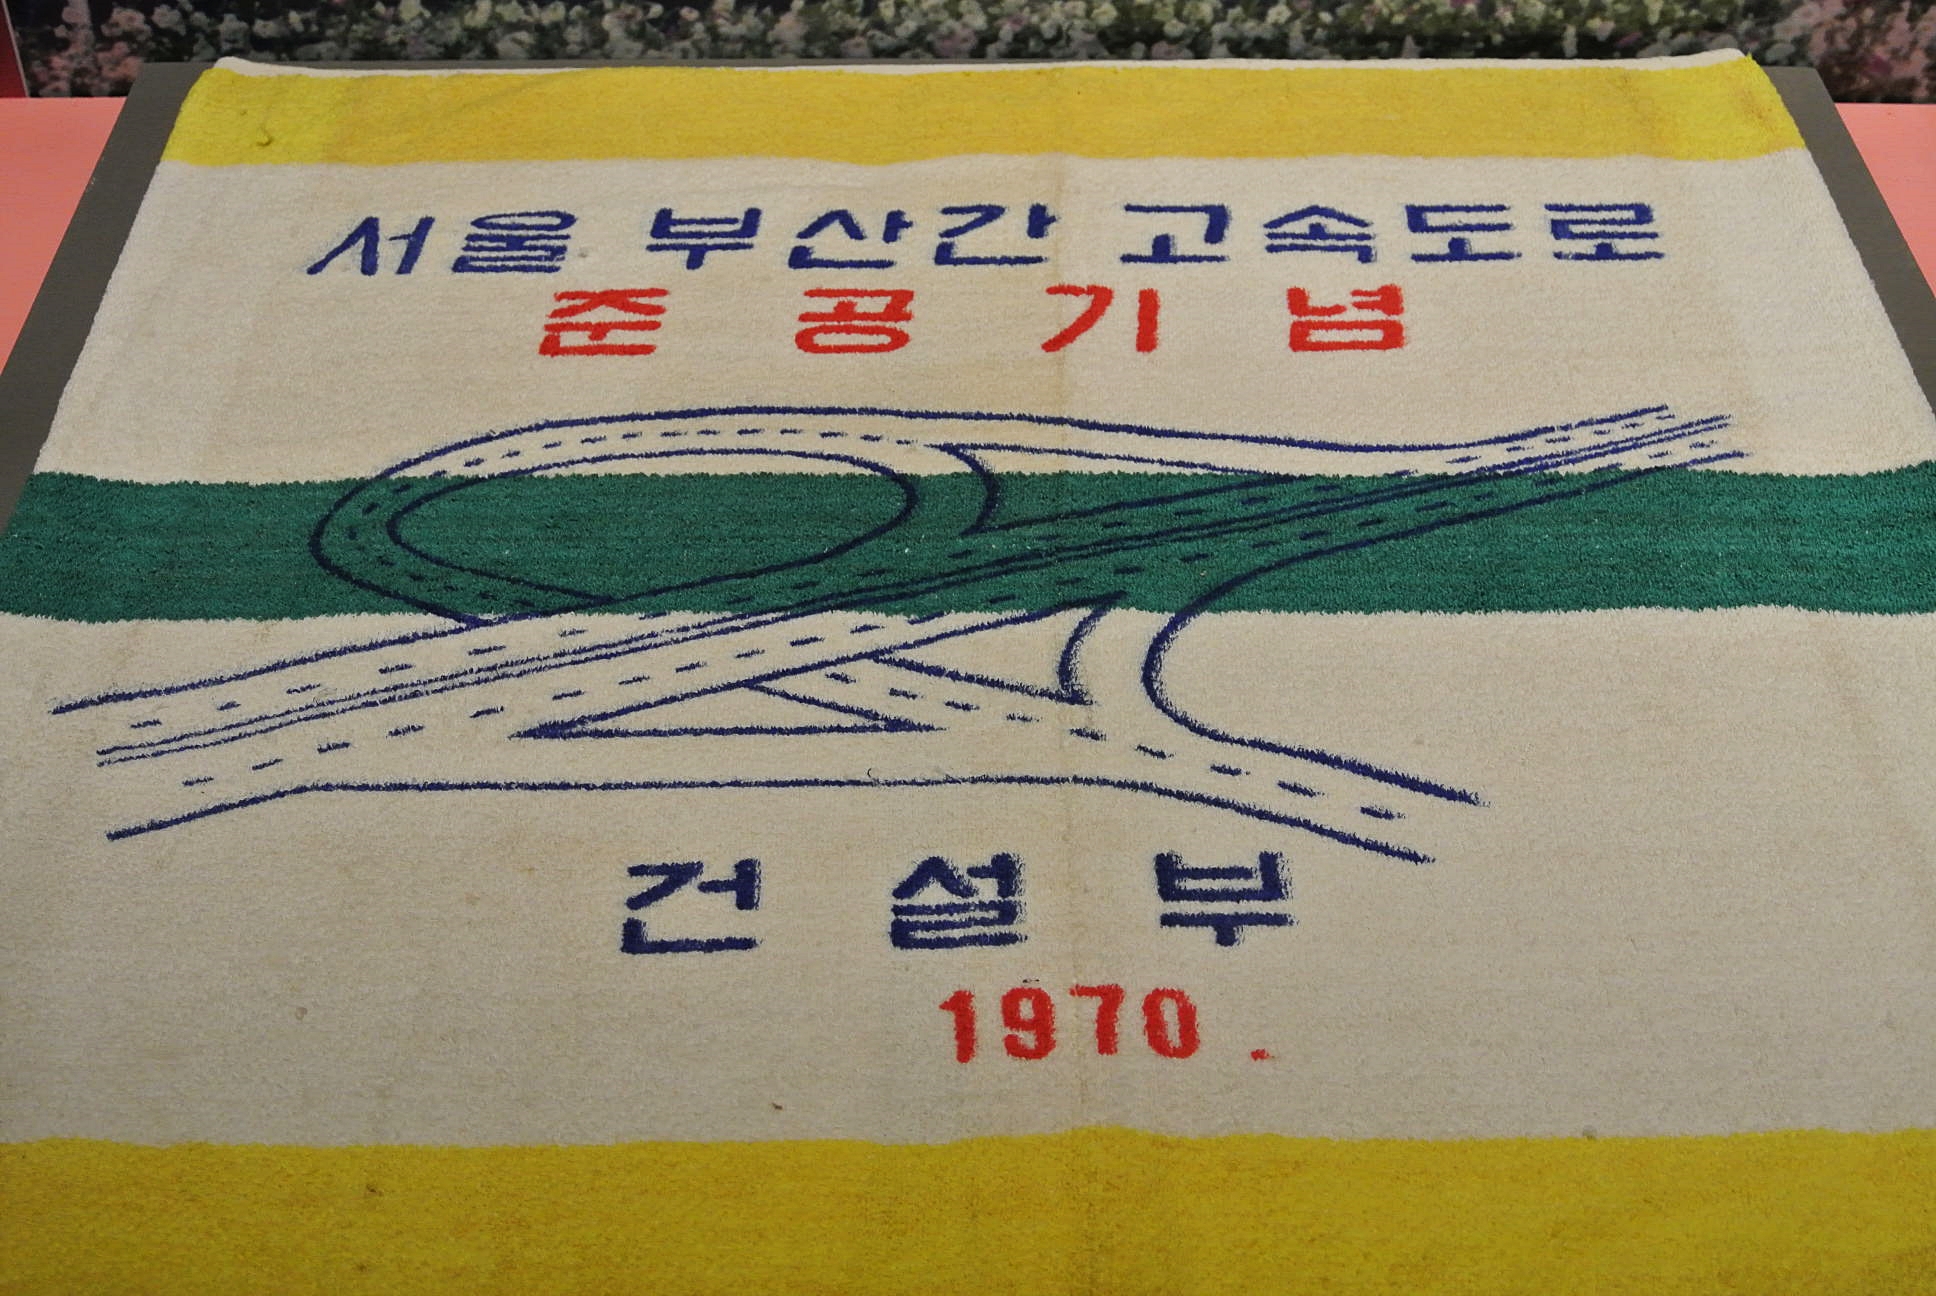 서울 부산간 고속도로
준공기념
건설부
1970.